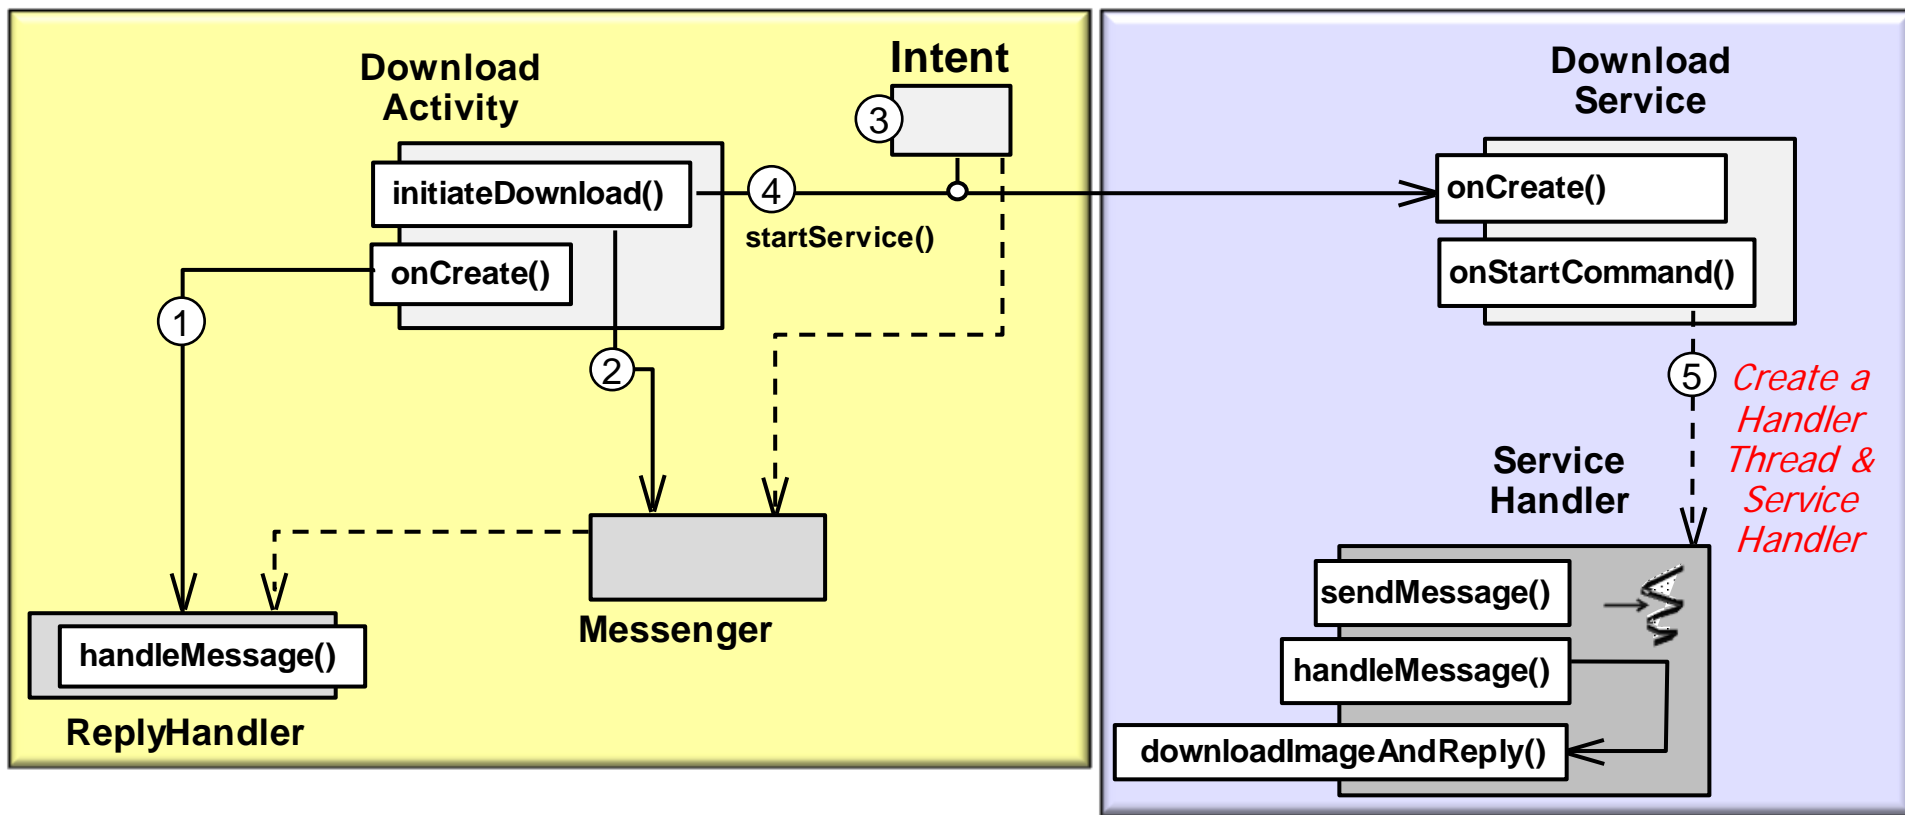 Download
Activity
Intent
3
initiateDownload()
4
startService()
onCreate()
1
2
Messenger
handleMessage()
ReplyHandler
Download
Service
onCreate()
onStartCommand()
5
Create a
Handler
Thread &
Service
Handler
Service
Handler
sendMessage()
handleMessage()
downloadImageAndReply()